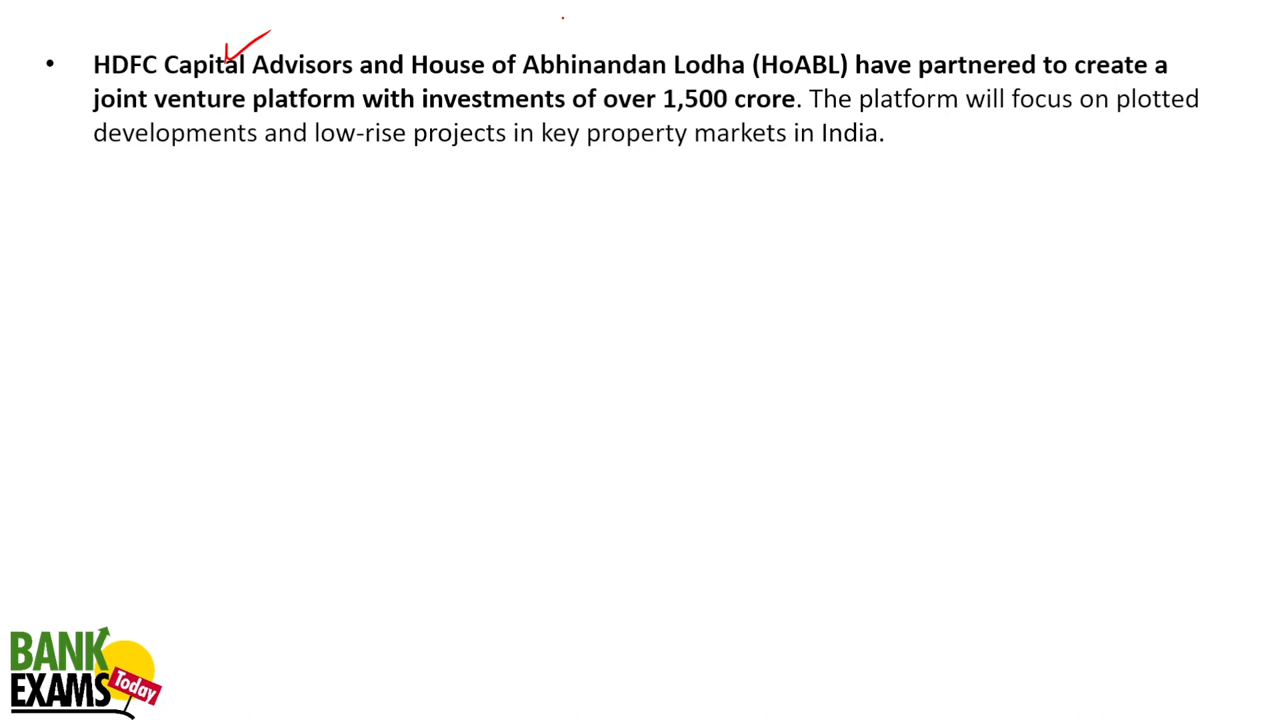 • HDFC Capital Advisors and House of Abhinandan Lodha (HoABL) have partnered to create a
joint venture platform with investments of over 1,500 crore. The platform will focus on plotted
developments and low-rise projects in key property markets in India.
BANK
EXAMS
Today